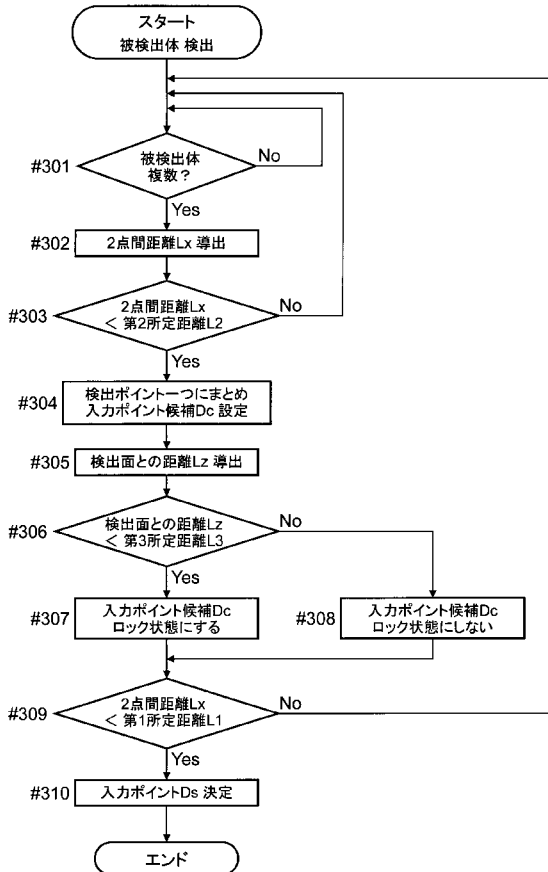 スタート
被検出体 検出
#301
被検出体
複数？
No
Yes
#302
2点間距離Lx 導出
#303
2点間距離Lx
＜ 第2所定距離L2
No
Yes
#304
検出ポイント一つにまとめ
入力ポイント候補Dc 設定
#305
検出面との距離Lz 導出
#306
検出面との距離Lz
＜ 第3所定距離L3
No
Yes
#307
入力ポイント候補Dc
ロック状態にする
#308
入力ポイント候補Dc
ロック状態にしない
#309
2点間距離Lx
＜ 第1所定距離L1
No
Yes
#310
入力ポイントDs 決定
エンド